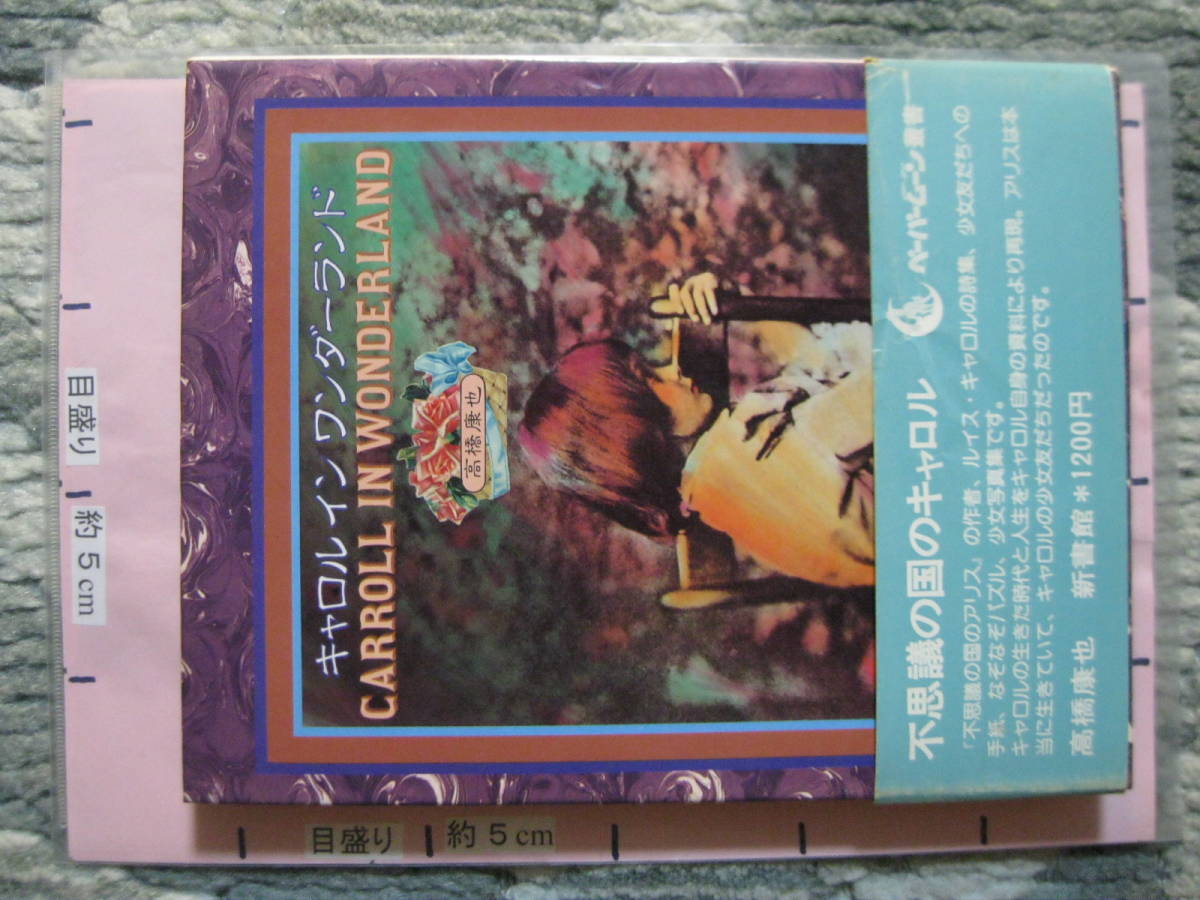 キャロル イン ワンダーランド
CARROLL IN WONDERLAND
高橋康也
不思議の国のキャロル
ペーパームーン叢書
『不思議の国のアリス』の作者、ルイス・キャロルの詩集、少女友だちへの
手紙、なぞなぞパズル、少女写真集です。
キャロルの生きた時代と人生をキャロル自身の資料により再現。アリスは本
当に生きていて、キャロルの少女友だちだったのです。
高橋康也 新書館*1200円
目盛り 約5cm
目盛り 約5cm